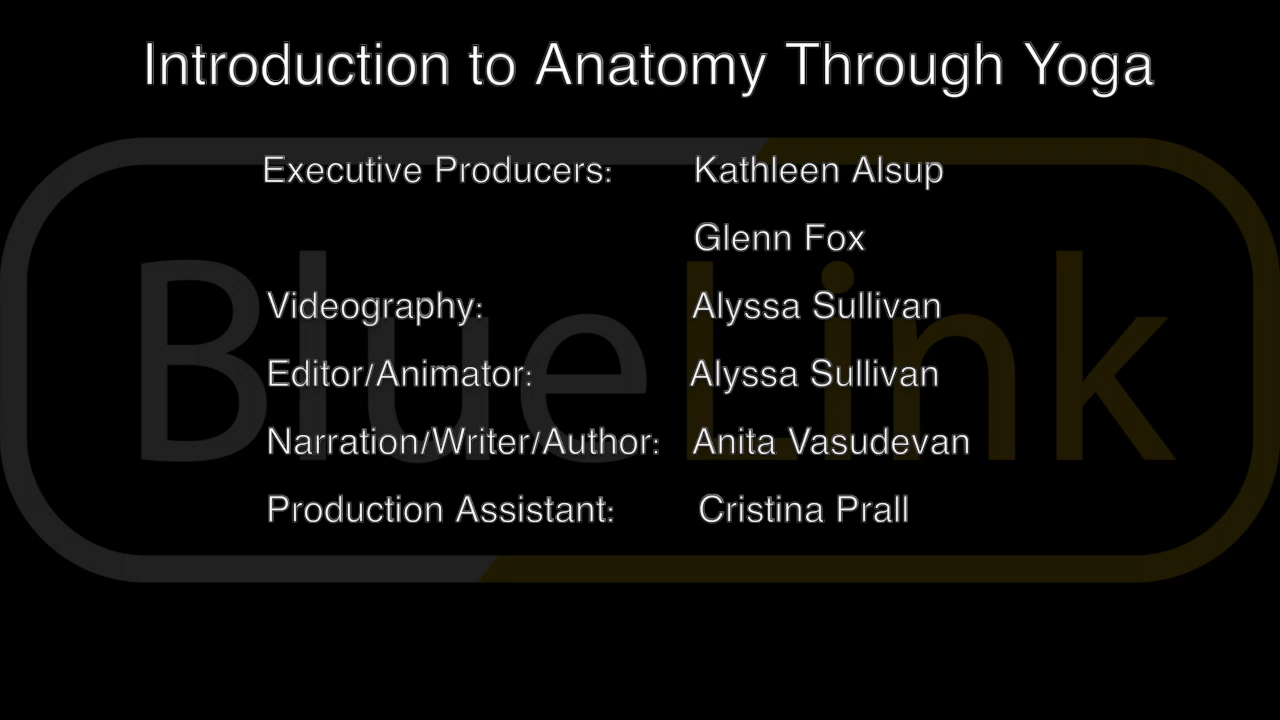 Introduction to Anatomy Through Yoga
Executive Producers: Kathleen Alsup
Glenn Fox
Videography: Alyssa Sullivan
Editor/Animator: Alyssa Sullivan
Narration/Writer/Author: Anita Vasudevan
Production Assistant: Cristina Prall
BlueLink